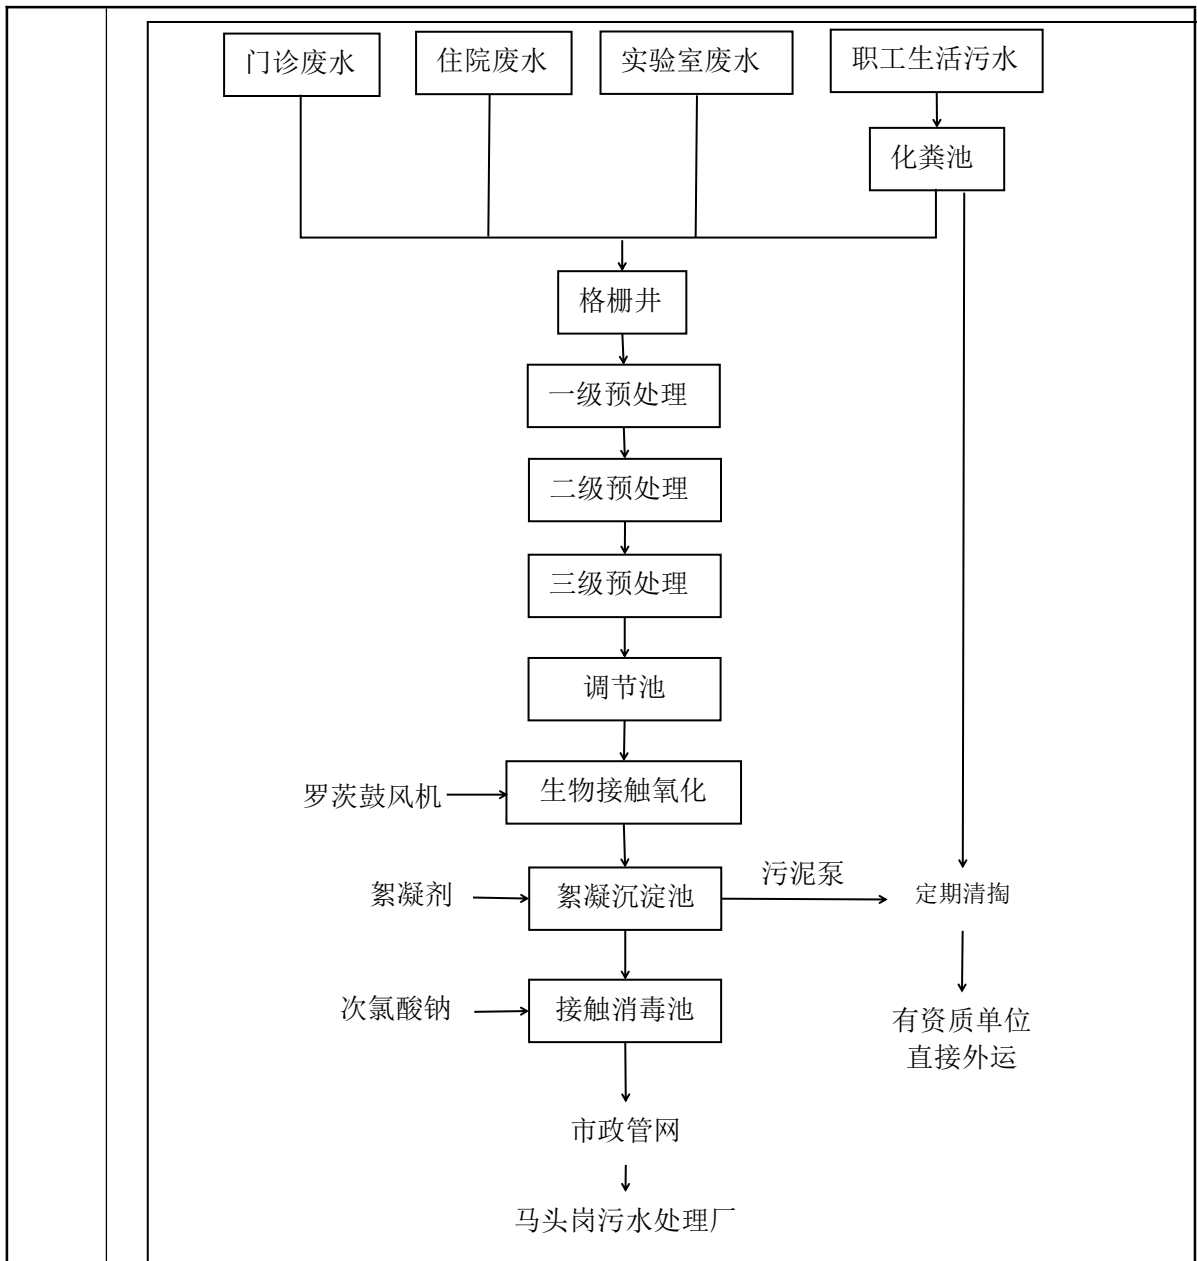 门诊废水
住院废水
实验室废水
职工生活污水
化粪池
格栅井
一级预处理
二级预处理
三级预处理
调节池
罗茨鼓风机
生物接触氧化
絮凝剂
絮凝沉淀池
污泥泵
定期清掏
次氯酸钠
接触消毒池
有资质单位
直接外运
市政管网
马头岗污水处理厂